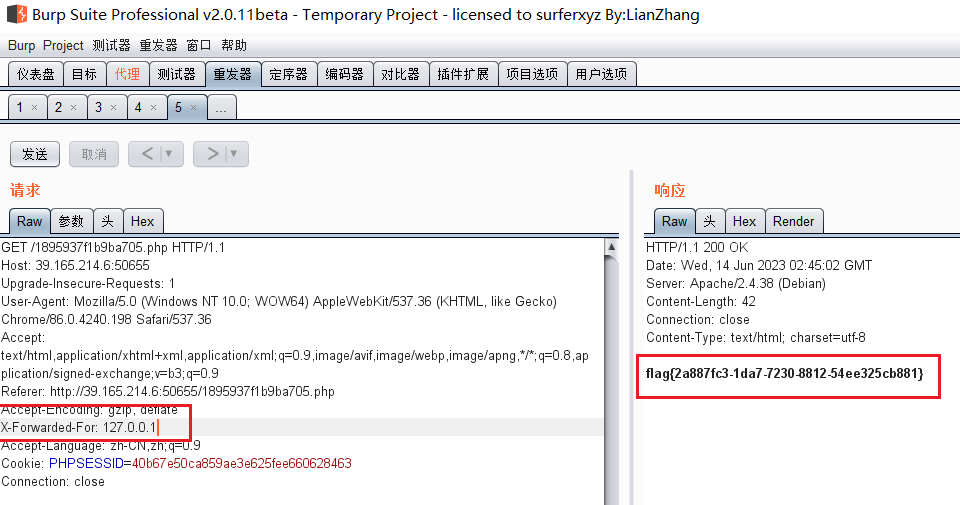 Burp Suite Professional v2.0.11beta - Temporary Project - licensed to surferxyz By:LianZhang
Burp Project 测试器 重发器 窗口 帮助
仪表盘 目标 代理 测试器 重发器 定序器 编码器 对比器 插件扩展 项目选项 用户选项
1 × 2 × 3 × 4 × 5 × ...
发送 取消 < | ▼ > | ▼
请求
Raw 参数 头 Hex
GET /1895937f1b9ba705.php HTTP/1.1
Host: 39.165.214.6:50655
Upgrade-Insecure-Requests: 1
User-Agent: Mozilla/5.0 (Windows NT 10.0; WOW64) AppleWebKit/537.36 (KHTML, like Gecko)
Chrome/86.0.4240.198 Safari/537.36
Accept:
text/html,application/xhtml+xml,application/xml;q=0.9,image/avif,image/webp,image/apng,*/*;q=0.8,ap
plication/signed-exchange;v=b3;q=0.9
Referer: http://39.165.214.6:50655/1895937f1b9ba705.php
Accept-Encoding: gzip, deflate
X-Forwarded-For: 127.0.0.1
Accept-Language: zh-CN,zh;q=0.9
Cookie: PHPSESSID=40b67e50ca859ae3e625fee660628463
Connection: close
响应
Raw 头 Hex Render
HTTP/1.1 200 OK
Date: Wed, 14 Jun 2023 02:45:02 GMT
Server: Apache/2.4.38 (Debian)
Content-Length: 42
Connection: close
Content-Type: text/html; charset=utf-8
flag{2a887fc3-1da7-7230-8812-54ee325cb881}